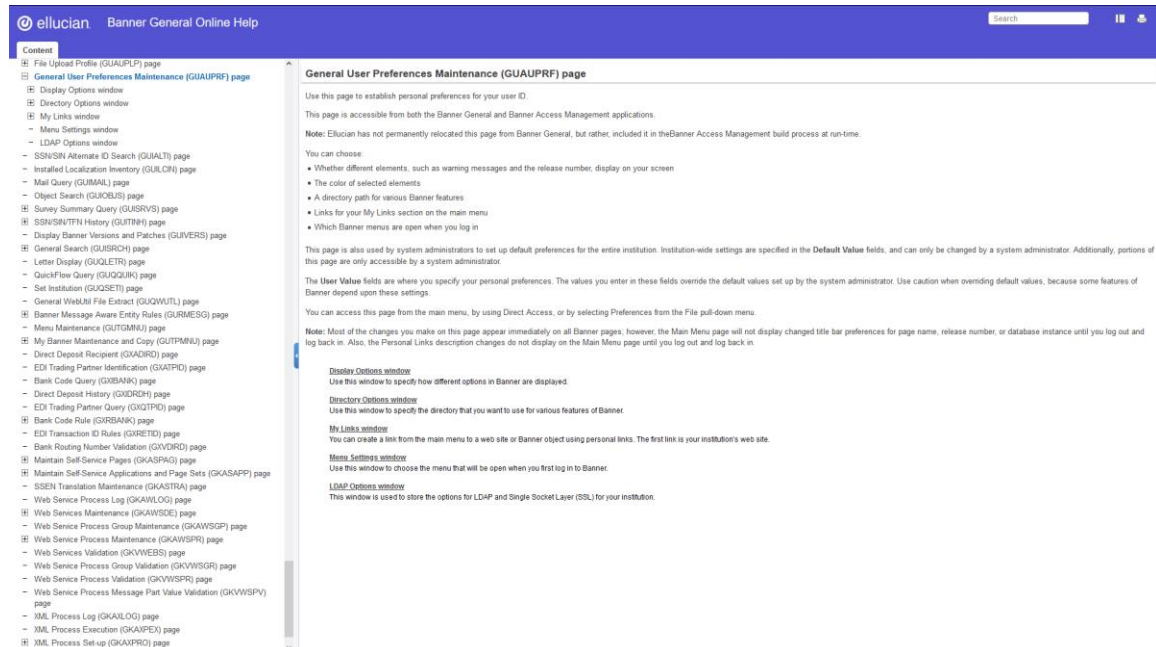 ellucian Banner General Online Help
Search
Content
File Upload Profile (GUAUPLP) page
General User Preferences Maintenance (GUAUPRF) page
Display Options window
Directory Options window
My Links window
Menu Settings window
LDAP Options window
SSN/SIN Alternate ID Search (GUIALTI) page
Installed Localization Inventory (GUILCIN) page
Mail Query (GUIMAIL) page
Object Search (GUIOBJS) page
Survey Summary Query (GUISRVS) page
SSN/SIN/TFN History (GUITINH) page
Display Banner Versions and Patches (GUIVERS) page
General Search (GUISRCH) page
Letter Display (GUQLETR) page
QuickFlow Query (GUQQUIK) page
Set Institution (GUQSETI) page
General WebUtil File Extract (GUQWUTL) page
Banner Message Aware Entity Rules (GURMESG) page
Menu Maintenance (GUTGMNU) page
My Banner Maintenance and Copy (GUTPMNU) page
Direct Deposit Recipient (GXADIRD) page
EDI Trading Partner Identification (GXATPID) page
Bank Code Query (GXIBANK) page
Direct Deposit History (GXIDRDH) page
EDI Trading Partner Query (GXQTPID) page
Bank Code Rule (GXRBANK) page
EDI Transaction ID Rules (GXRETID) page
Bank Routing Number Validation (GXVDIRD) page
Maintain Self-Service Pages (GKASPAG) page
Maintain Self-Service Applications and Page Sets (GKASAPP) page
SSEN Translation Maintenance (GKASTRA) page
Web Service Process Log (GKAWLOG) page
Web Services Maintenance (GKAWSDE) page
Web Service Process Group Maintenance (GKAWSGP) page
Web Service Process Maintenance (GKAWSPR) page
Web Services Validation (GKVWEBS) page
Web Service Process Group Validation (GKVWSGR) page
Web Service Process Validation (GKVWSPR) page
Web Service Process Message Part Value Validation (GKVWSPV)
page
XML Process Log (GKAXLOG) page
XML Process Execution (GKAXPEX) page
XML Process Set-up (GKAXPRO) page
General User Preferences Maintenance (GUAUPRF) page
Use this page to establish personal preferences for your user ID.
This page is accessible from both the Banner General and Banner Access Management applications.
Note: Ellucian has not permanently relocated this page from Banner General, but rather, included it in theBanner Access Management build process at run-time.
You can choose:
• Whether different elements, such as warning messages and the release number, display on your screen
• The color of selected elements
• A directory path for various Banner features
• Links for your My Links section on the main menu
• Which Banner menus are open when you log in
This page is also used by system administrators to set up default preferences for the entire institution. Institution-wide settings are specified in the Default Value fields, and can only be changed by a system administrator. Additionally, portions of
this page are only accessible by a system administrator.
The User Value fields are where you specify your personal preferences. The values you enter in these fields override the default values set up by the system administrator. Use caution when overriding default values, because some features of
Banner depend upon these settings.
You can access this page from the main menu, by using Direct Access, or by selecting Preferences from the File pull-down menu.
Note: Most of the changes you make on this page appear immediately on all Banner pages; however, the Main Menu page will not display changed title bar preferences for page name, release number, or database instance until you log out and
log back in. Also, the Personal Links description changes do not display on the Main Menu page until you log out and log back in.
Display Options window
Use this window to specify how different options in Banner are displayed.
Directory Options window
Use this window to specify the directory that you want to use for various features of Banner.
My Links window
You can create a link from the main menu to a web site or Banner object using personal links. The first link is your institution's web site.
Menu Settings window
Use this window to choose the menu that will be open when you first log in to Banner.
LDAP Options window
This window is used to store the options for LDAP and Single Socket Layer (SSL) for your institution.